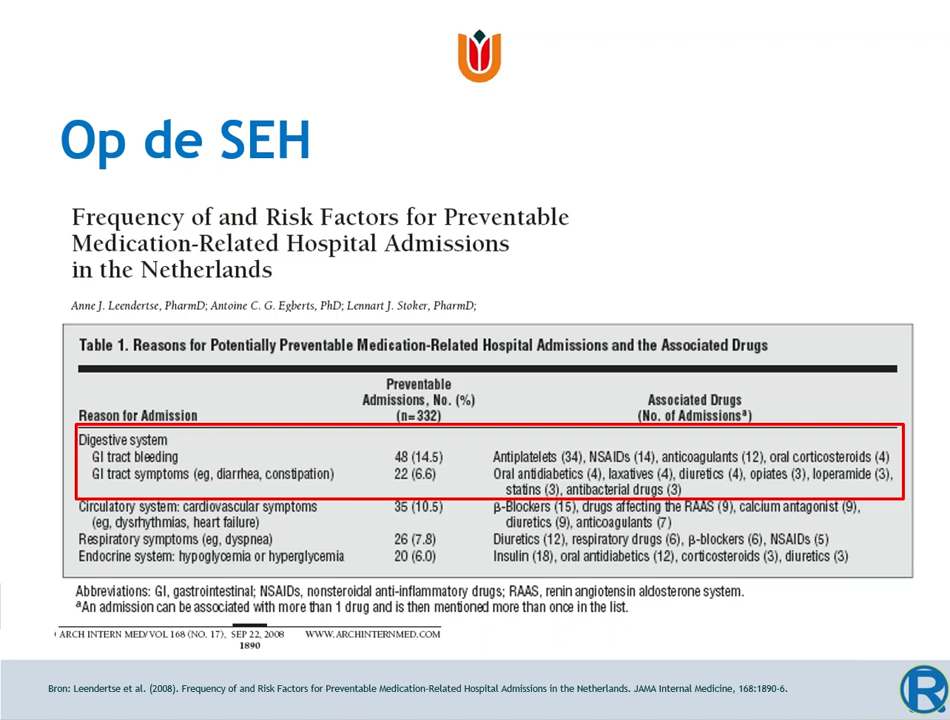 Op de SEH
Frequency of and Risk Factors for Preventable
Medication-Related Hospital Admissions
in the Netherlands
Anne J. Leendertse, PharmD; Antoine C. G. Egberts, PhD; Lennart J. Stoker, PharmD;
Table 1. Reasons for Potentially Preventable Medication-Related Hospital Admissions and the Associated Drugs
Reason for Admission
Preventable
Admissions, No. (%)
(n=332)
Associated Drugs
(No. of Admissionsª)
Digestive system
GI tract bleeding 48 (14.5) Antiplatelets (34), NSAIDs (14), anticoagulants (12), oral corticosteroids (4)
GI tract symptoms (eg, diarrhea, constipation) 22 (6.6) Oral antidiabetics (4), laxatives (4), diuretics (4), opiates (3), loperamide (3),
statins (3), antibacterial drugs (3)
Circulatory system: cardiovascular symptoms 35 (10.5) β-Blockers (15), drugs affecting the RAAS (9), calcium antagonist (9),
(eg, dysrhythmias, heart failure) diuretics (9), anticoagulants (7)
Respiratory symptoms (eg, dyspnea) 26 (7.8) Diuretics (12), respiratory drugs (6), β-blockers (6), NSAIDs (5)
Endocrine system: hypoglycemia or hyperglycemia 20 (6.0) Insulin (18), oral antidiabetics (12), corticosteroids (3), diuretics (3)
Abbreviations: GI, gastrointestinal; NSAIDs, nonsteroidal anti-inflammatory drugs; RAAS, renin angiotensin aldosterone system.
ªAn admission can be associated with more than 1 drug and is then mentioned more than once in the list.
ARCH INTERN MED/VOL 168 (NO. 17), SEP 22, 2008 WWW.ARCHINTERNMED.COM
1890
Bron: Leendertse et al. (2008). Frequency of and Risk Factors for Preventable Medication-Related Hospital Admissions in the Netherlands. JAMA Internal Medicine, 168:1890-6.
R